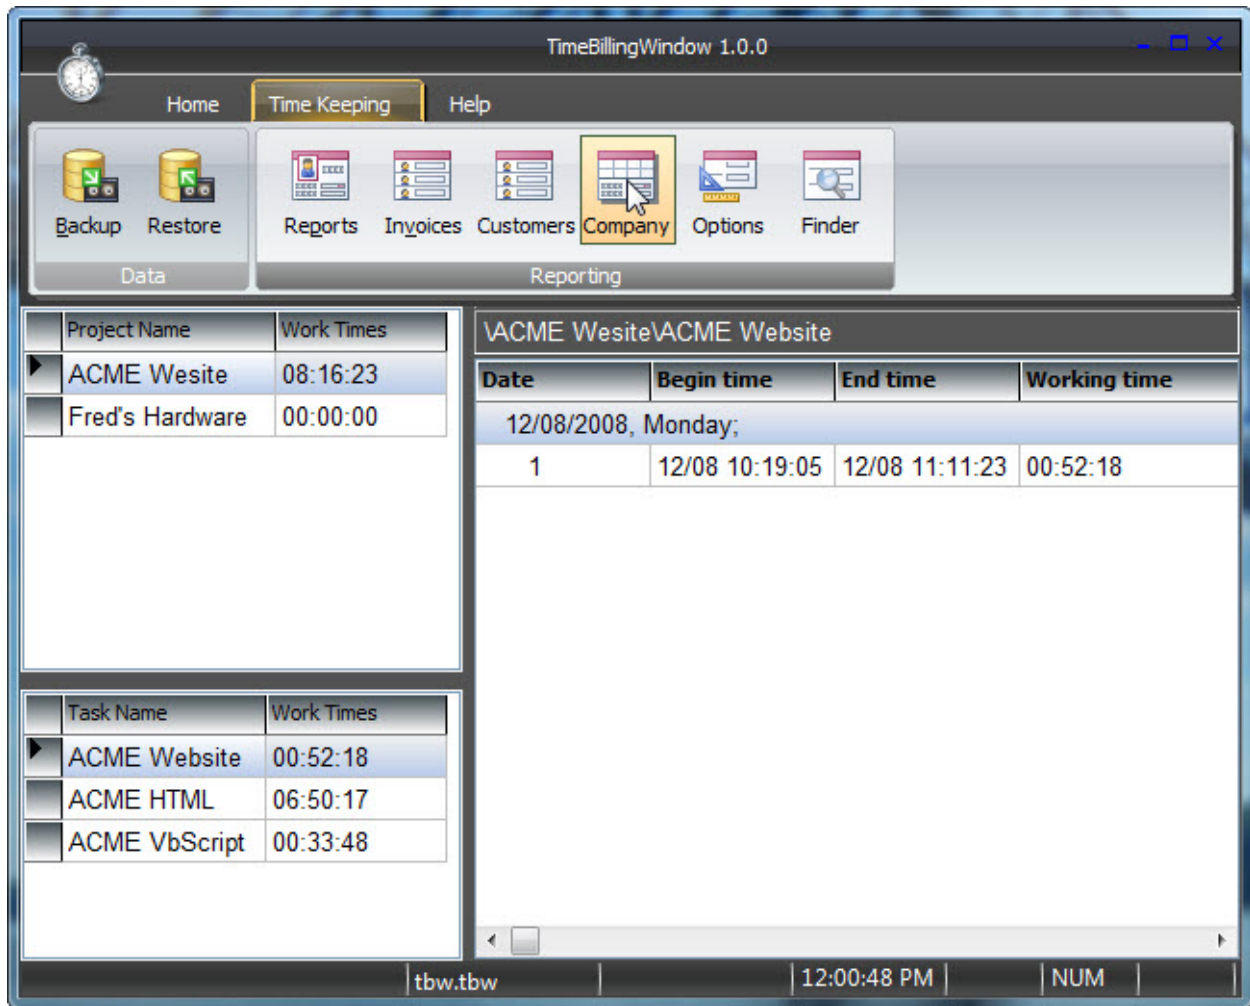 TimeBillingWindow 1.0.0
Home Time Keeping Help
Backup Restore Reports Invoices Customers Company Options Finder
Data Reporting
Project Name Work Times
ACME Wesite 08:16:23
Fred's Hardware 00:00:00
\ACME Wesite\ACME Website
Date Begin time End time Working time
12/08/2008, Monday;
1 12/08 10:19:05 12/08 11:11:23 00:52:18
Task Name Work Times
ACME Website 00:52:18
ACME HTML 06:50:17
ACME VbScript 00:33:48
tbw.tbw 12:00:48 PM NUM